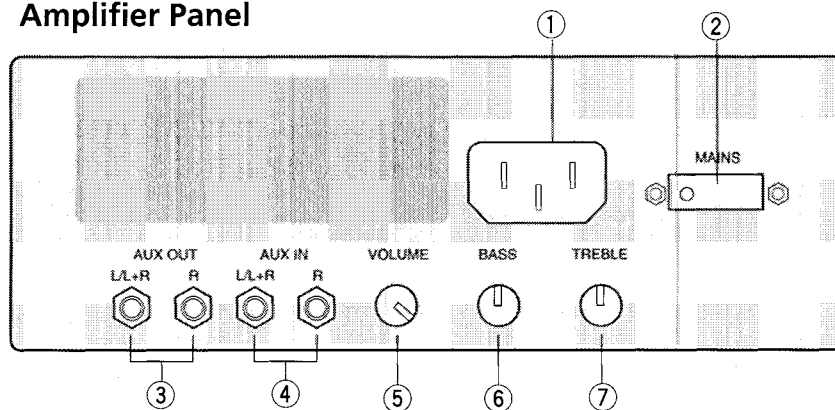 Amplifier Panel
① ②
MAINS
AUX OUT AUX IN VOLUME BASS TREBLE
L/L+R R L/L+R R
③ ④ ⑤ ⑥ ⑦